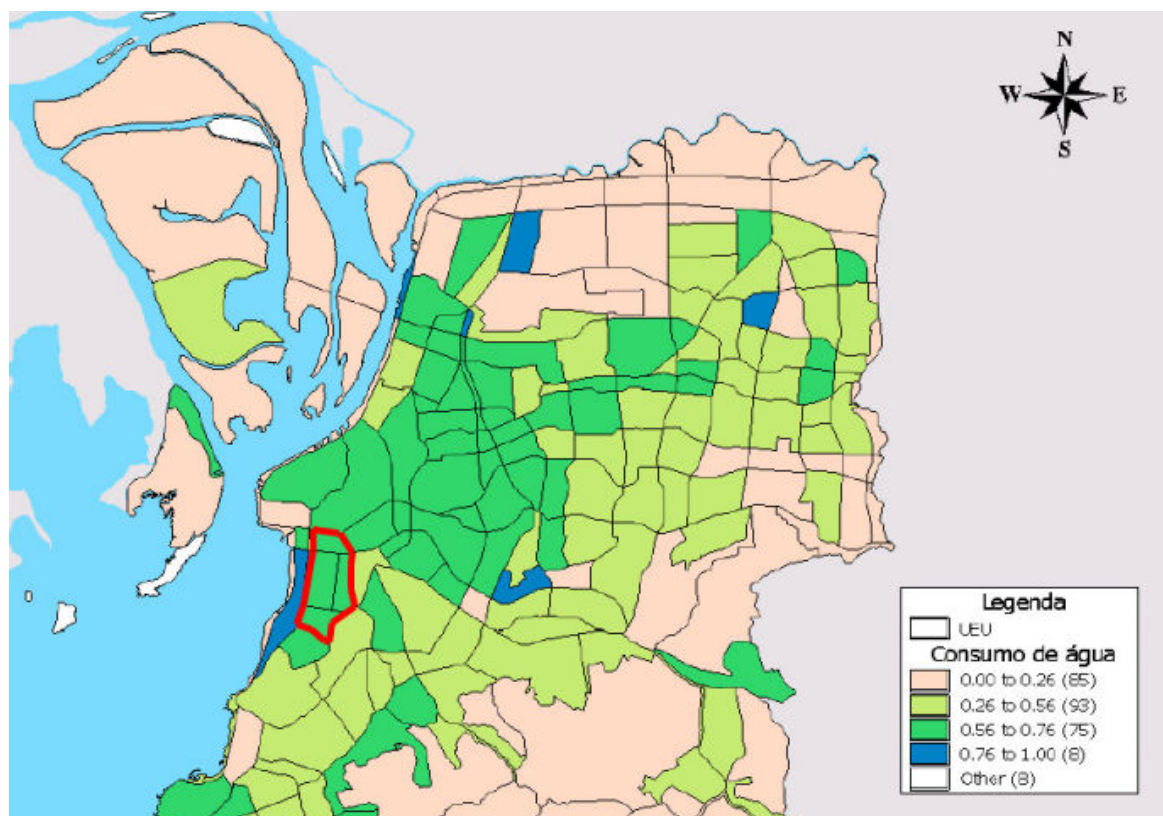 N
W E
S
Legenda
UEU
Consumo de água
0.00 to 0.26 (85)
0.26 to 0.56 (93)
0.56 to 0.76 (75)
0.76 to 1.00 (8)
Other (8)